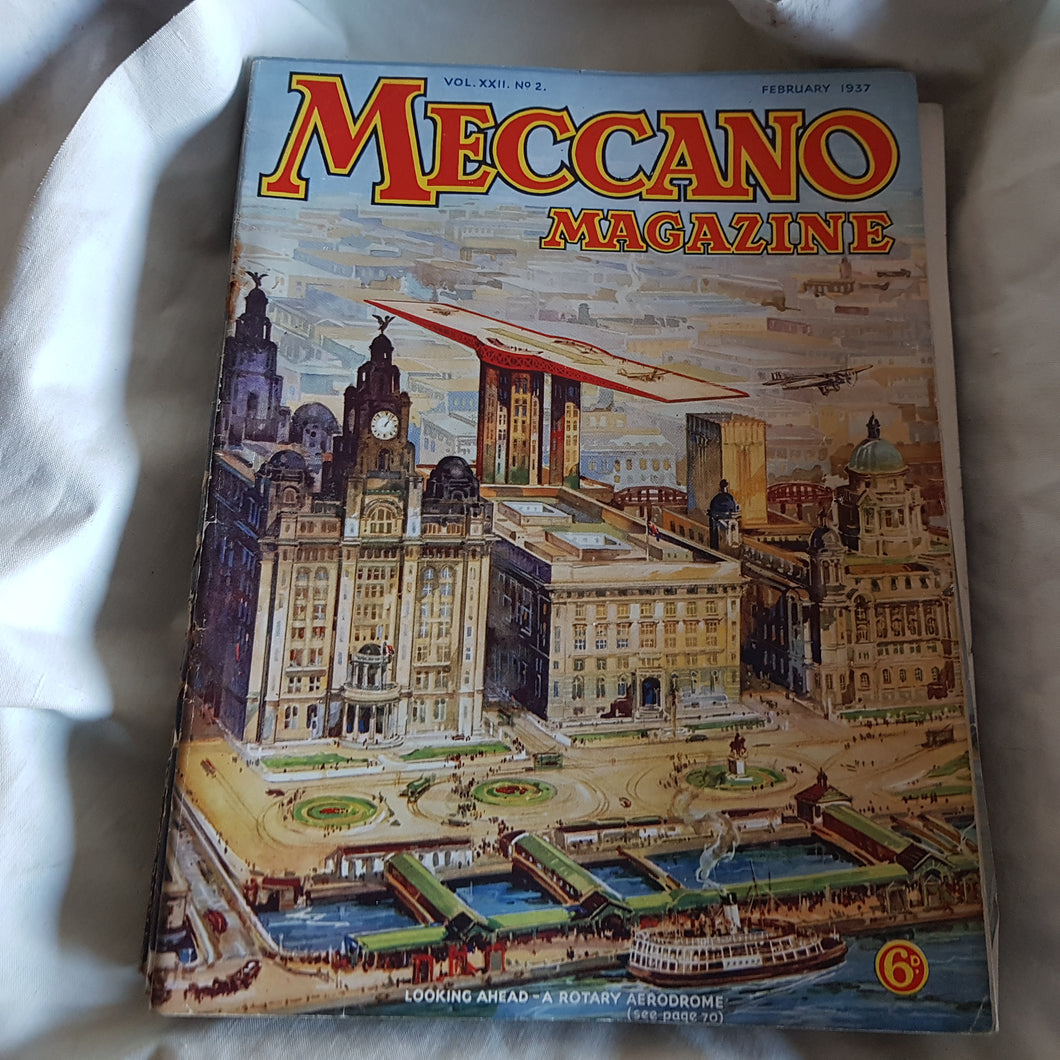 VOL. XXII. Nº 2.
FEBRUARY 1937
MECCANO
MAGAZINE
6D.
LOOKING AHEAD - A ROTARY AERODROME
(see page 70)